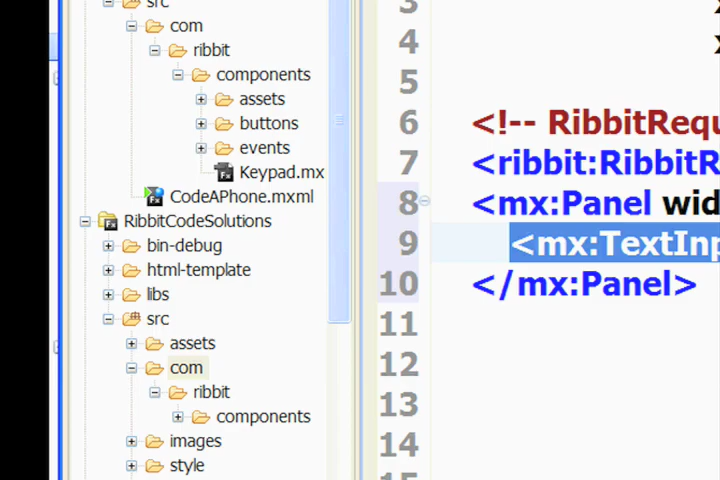 src
com
ribbit
components
assets
buttons
events
Keypad.mx
CodeAPhone.mxml
RibbitCodeSolutions
bin-debug
html-template
libs
src
assets
com
ribbit
components
images
style
3
4
5
6 <!-- RibbitRequ
7 <ribbit:RibbitR
8 <mx:Panel wid
9 <mx:TextInp
10 </mx:Panel>
11
12
13
14